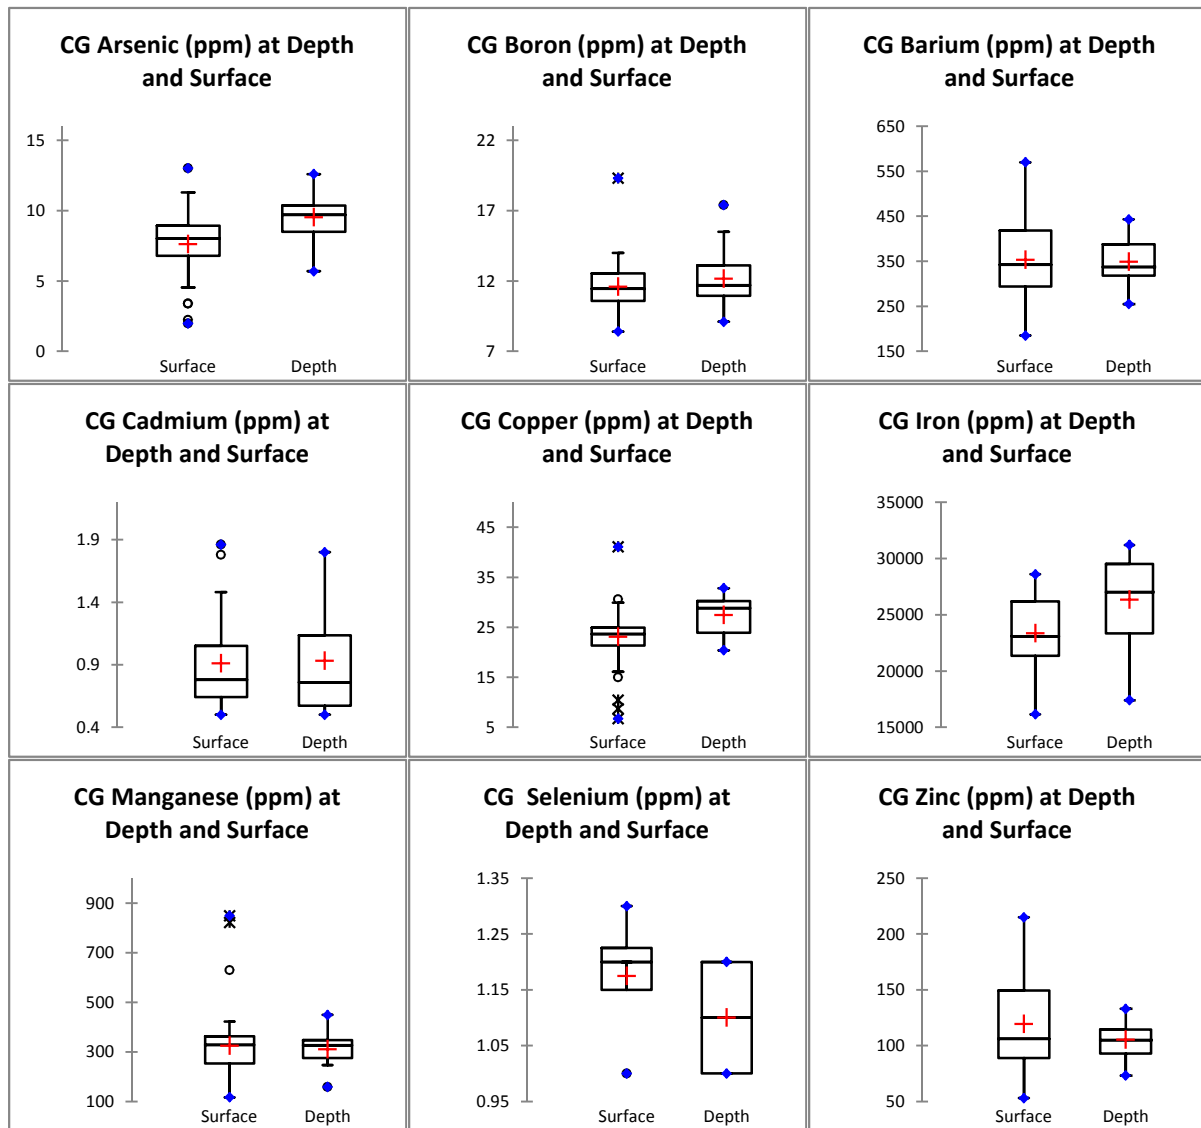 CG Arsenic (ppm) at Depth
and Surface
15
10
5
0
Surface
Depth
CG Boron (ppm) at Depth
and Surface
22
17
12
7
Surface
Depth
CG Barium (ppm) at Depth
and Surface
650
550
450
350
250
150
Surface
Depth
CG Cadmium (ppm) at
Depth and Surface
1.9
1.4
0.9
0.4
Surface
Depth
CG Copper (ppm) at Depth
and Surface
45
35
25
15
5
Surface
Depth
CG Iron (ppm) at Depth
and Surface
35000
30000
25000
20000
15000
Surface
Depth
CG Manganese (ppm) at
Depth and Surface
900
700
500
300
100
Surface
Depth
CG Selenium (ppm) at
Depth and Surface
1.35
1.25
1.15
1.05
0.95
Surface
Depth
CG Zinc (ppm) at Depth
and Surface
250
200
150
100
50
Surface
Depth